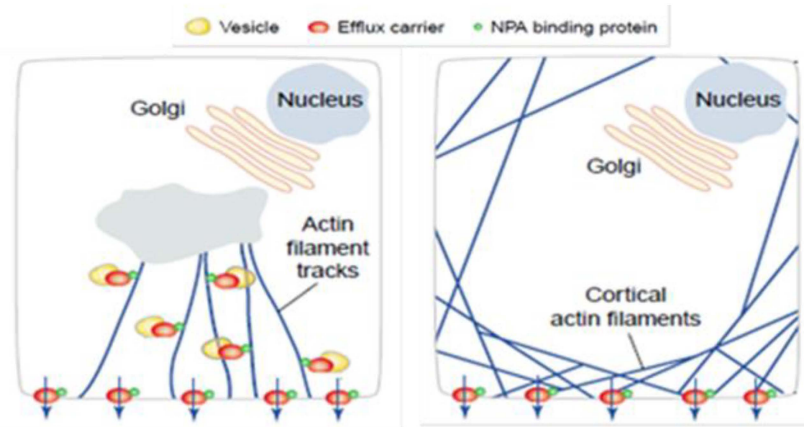 Vesicle Efflux carrier NPA binding protein
Nucleus
Golgi
Actin
filament
tracks
Nucleus
Golgi
Cortical
actin filaments